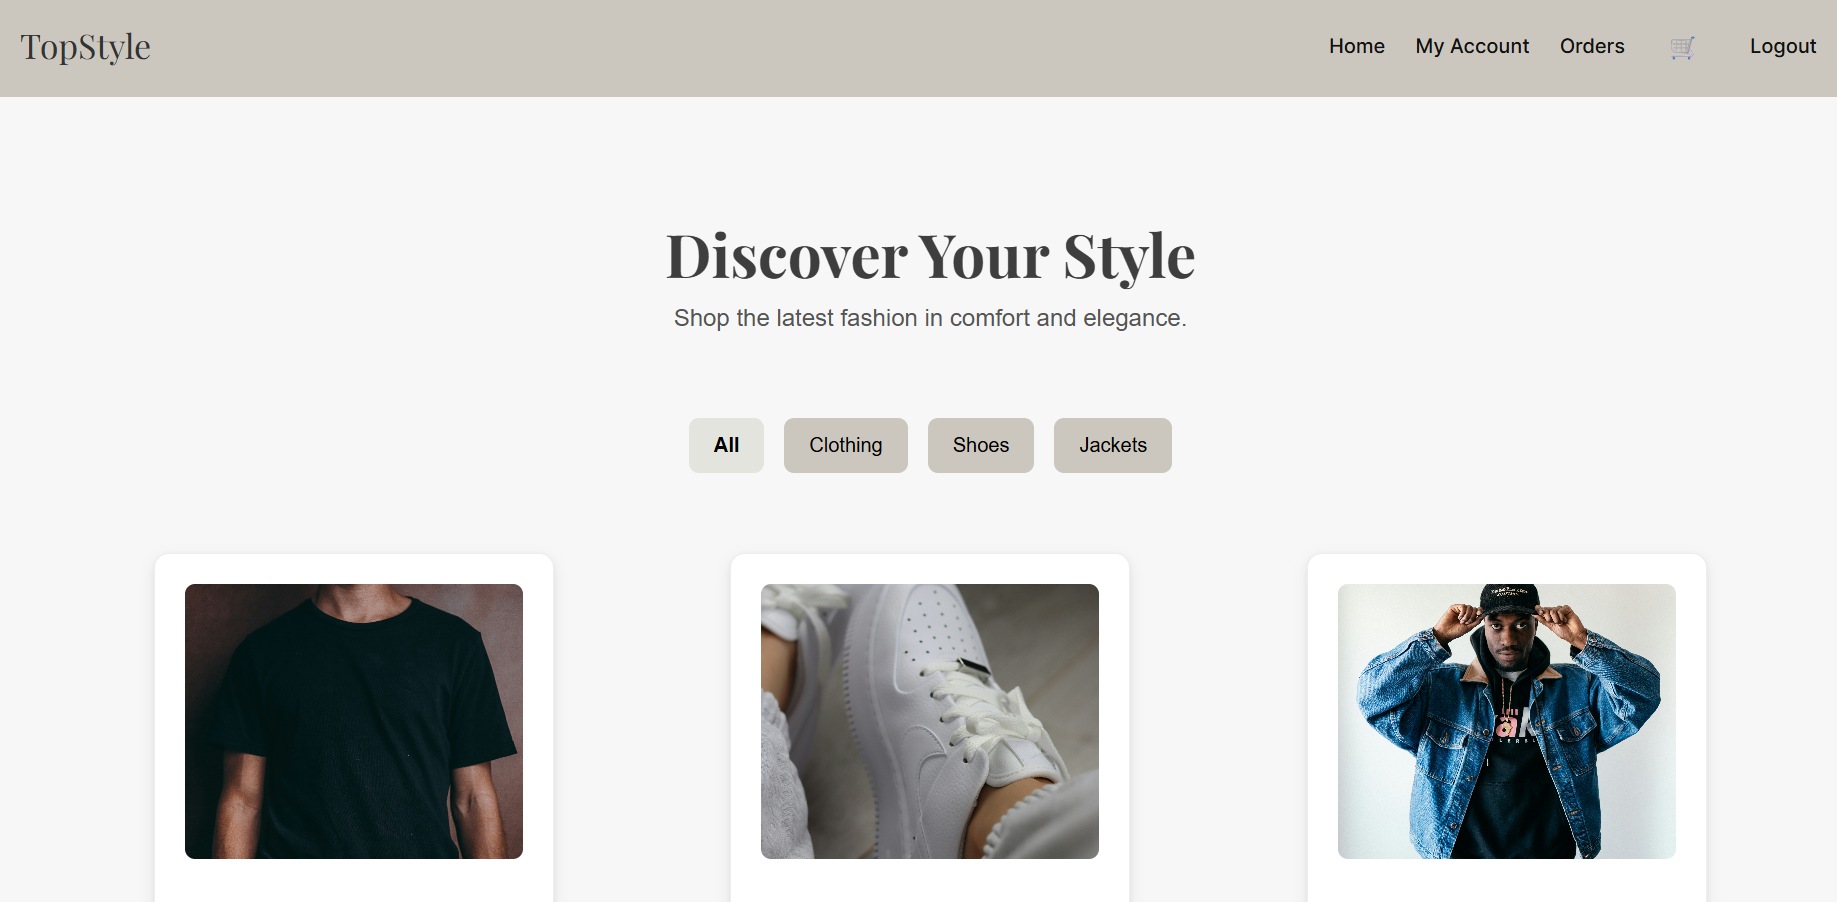 TopStyle
Home
My Account
Orders
Logout
Discover Your Style
Shop the latest fashion in comfort and elegance.
All
Clothing
Shoes
Jackets